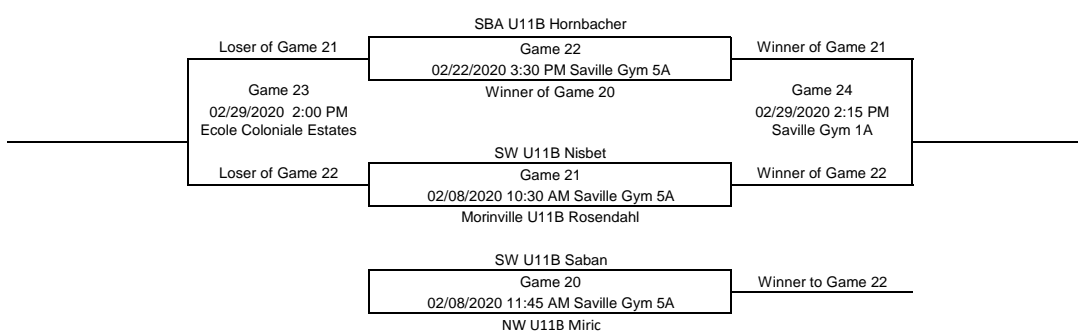 SBA U11B Hornbacher
Loser of Game 21
Game 22
Winner of Game 21
02/22/2020 3:30 PM Saville Gym 5A
Game 23
Winner of Game 20
Game 24
02/29/2020 2:00 PM
02/29/2020 2:15 PM
Ecole Coloniale Estates
Saville Gym 1A
SW U11B Nisbet
Loser of Game 22
Game 21
Winner of Game 22
02/08/2020 10:30 AM Saville Gym 5A
Morinville U11B Rosendahl
SW U11B Saban
Game 20
Winner to Game 22
02/08/2020 11:45 AM Saville Gym 5A
NW U11B Miric